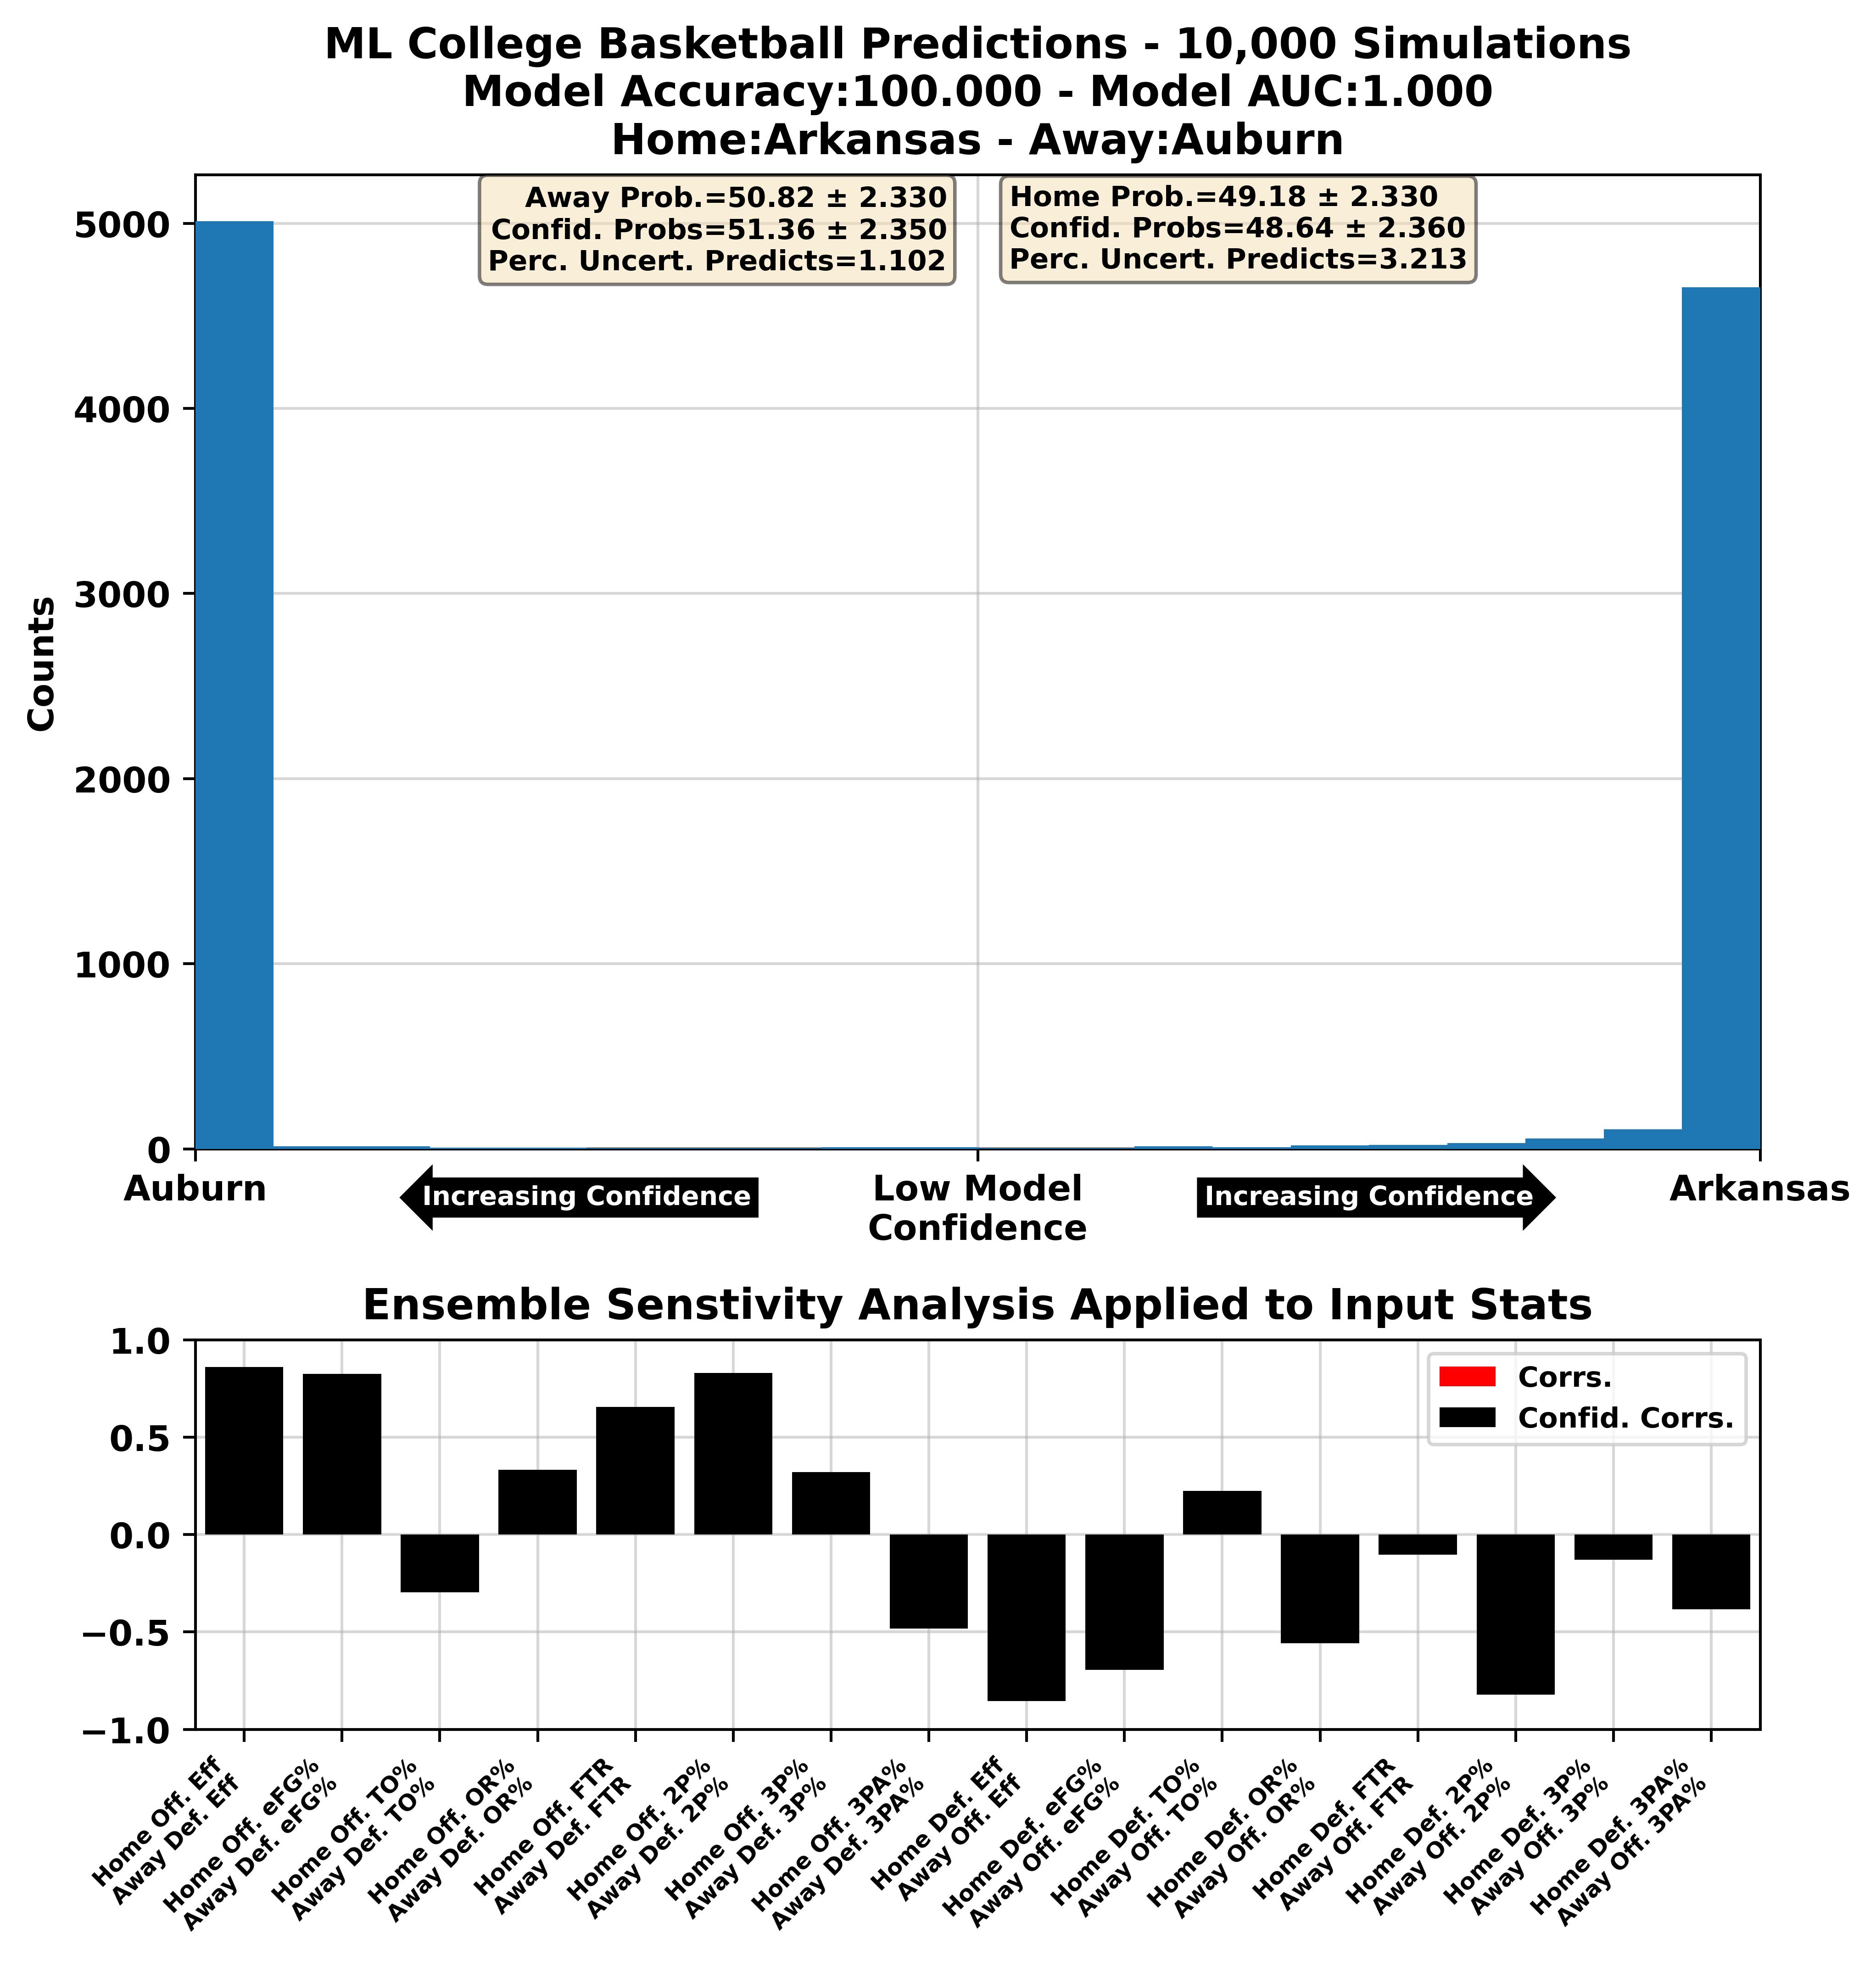 ML College Basketball Predictions - 10,000 Simulations
Model Accuracy:100.000 - Model AUC:1.000
Home:Arkansas - Away:Auburn
Away Prob.=50.82 ± 2.330
Confid. Probs=51.36 ± 2.350
Perc. Uncert. Predicts=1.102
Home Prob.=49.18 ± 2.330
Confid. Probs=48.64 ± 2.360
Perc. Uncert. Predicts=3.213
5000
4000
3000
2000
1000
0
Counts
Auburn
Increasing Confidence
Low Model
Confidence
Increasing Confidence
Arkansas
Ensemble Senstivity Analysis Applied to Input Stats
1.0
0.5
0.0
−0.5
−1.0
Corrs.
Confid. Corrs.
Home Off. Eff
Away Def. Eff
Home Off. eFG%
Away Def. eFG%
Home Off. TO%
Away Def. TO%
Home Off. OR%
Away Def. OR%
Home Off. FTR
Away Def. FTR
Home Off. 2P%
Away Def. 2P%
Home Off. 3P%
Away Def. 3P%
Home Off. 3PA%
Away Def. 3PA%
Home Def. Eff
Away Off. Eff
Home Def. eFG%
Away Off. eFG%
Home Def. TO%
Away Off. TO%
Home Def. OR%
Away Off. OR%
Home Def. FTR
Away Off. FTR
Home Def. 2P%
Away Off. 2P%
Home Def. 3P%
Away Off. 3P%
Home Def. 3PA%
Away Off. 3PA%